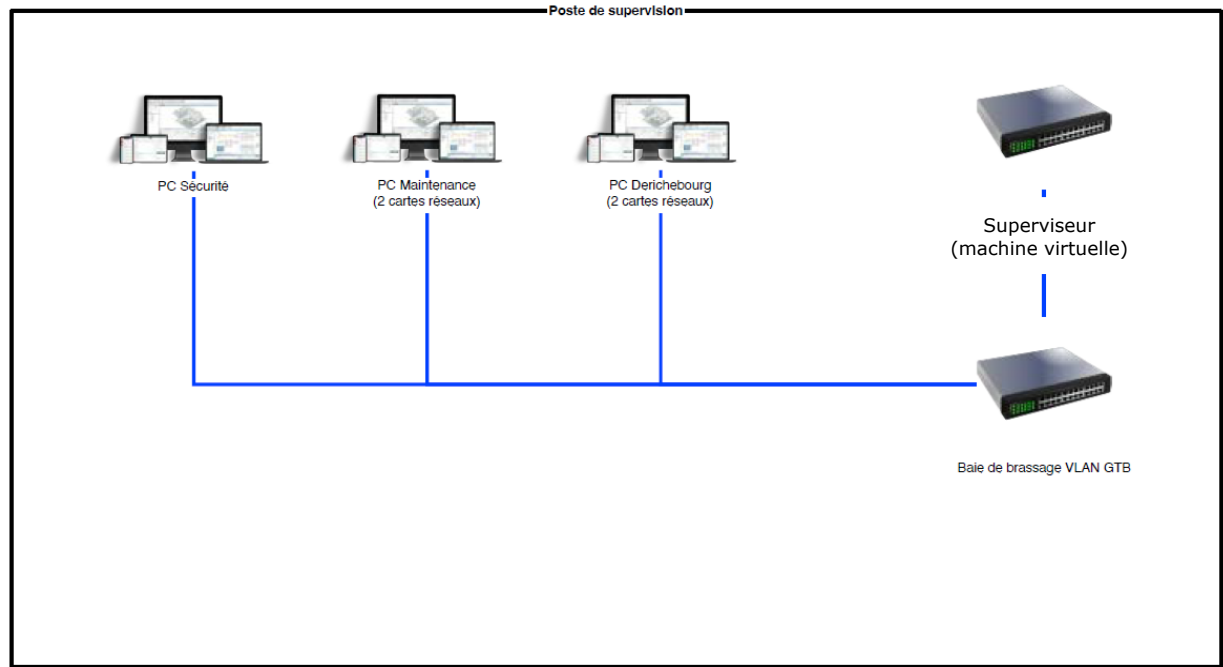 Poste de supervision
PC Sécurité
PC Maintenance
(2 cartes réseaux)
PC Derichebourg
(2 cartes réseaux)
Superviseur
(machine virtuelle)
Baie de brassage VLAN GTB